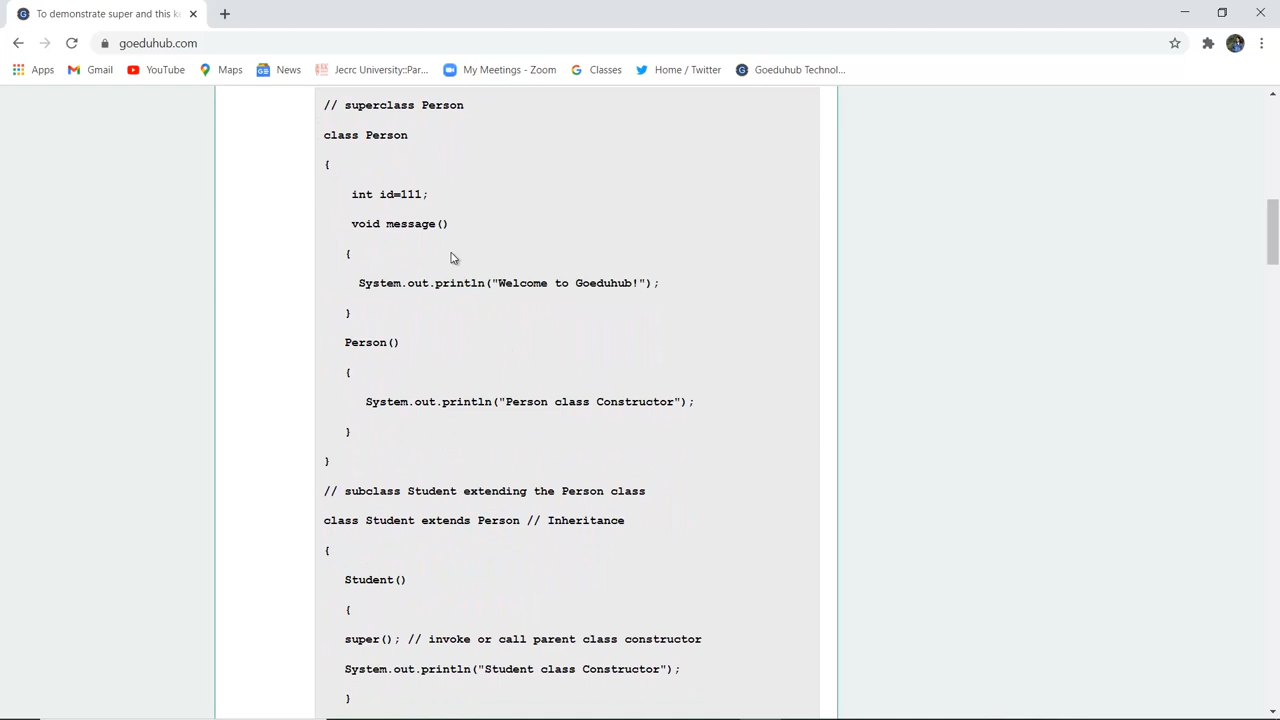 To demonstrate super and this k
goeduhub.com
Apps
Gmail
YouTube
Maps
News
Jecrc University::Par...
My Meetings - Zoom
Classes
Home / Twitter
Goeduhub Technol...
// superclass Person
class Person
{
int id=111;
void message()
{
System.out.println("Welcome to Goeduhub!");
}
Person()
{
System.out.println("Person class Constructor");
}
}
// subclass Student extending the Person class
class Student extends Person // Inheritance
{
Student()
{
super(); // invoke or call parent class constructor
System.out.println("Student class Constructor");
}